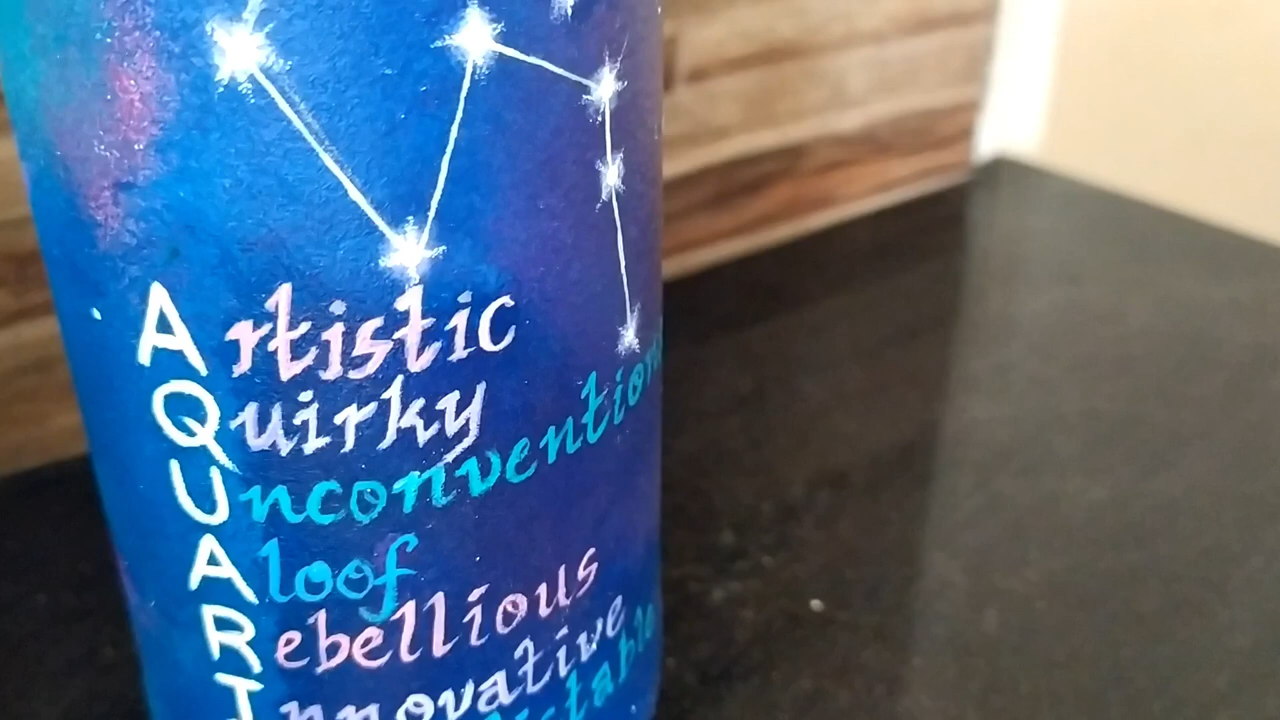 Artistic
Quirky
Unconvention
Aloof
Rebellious
Innovative